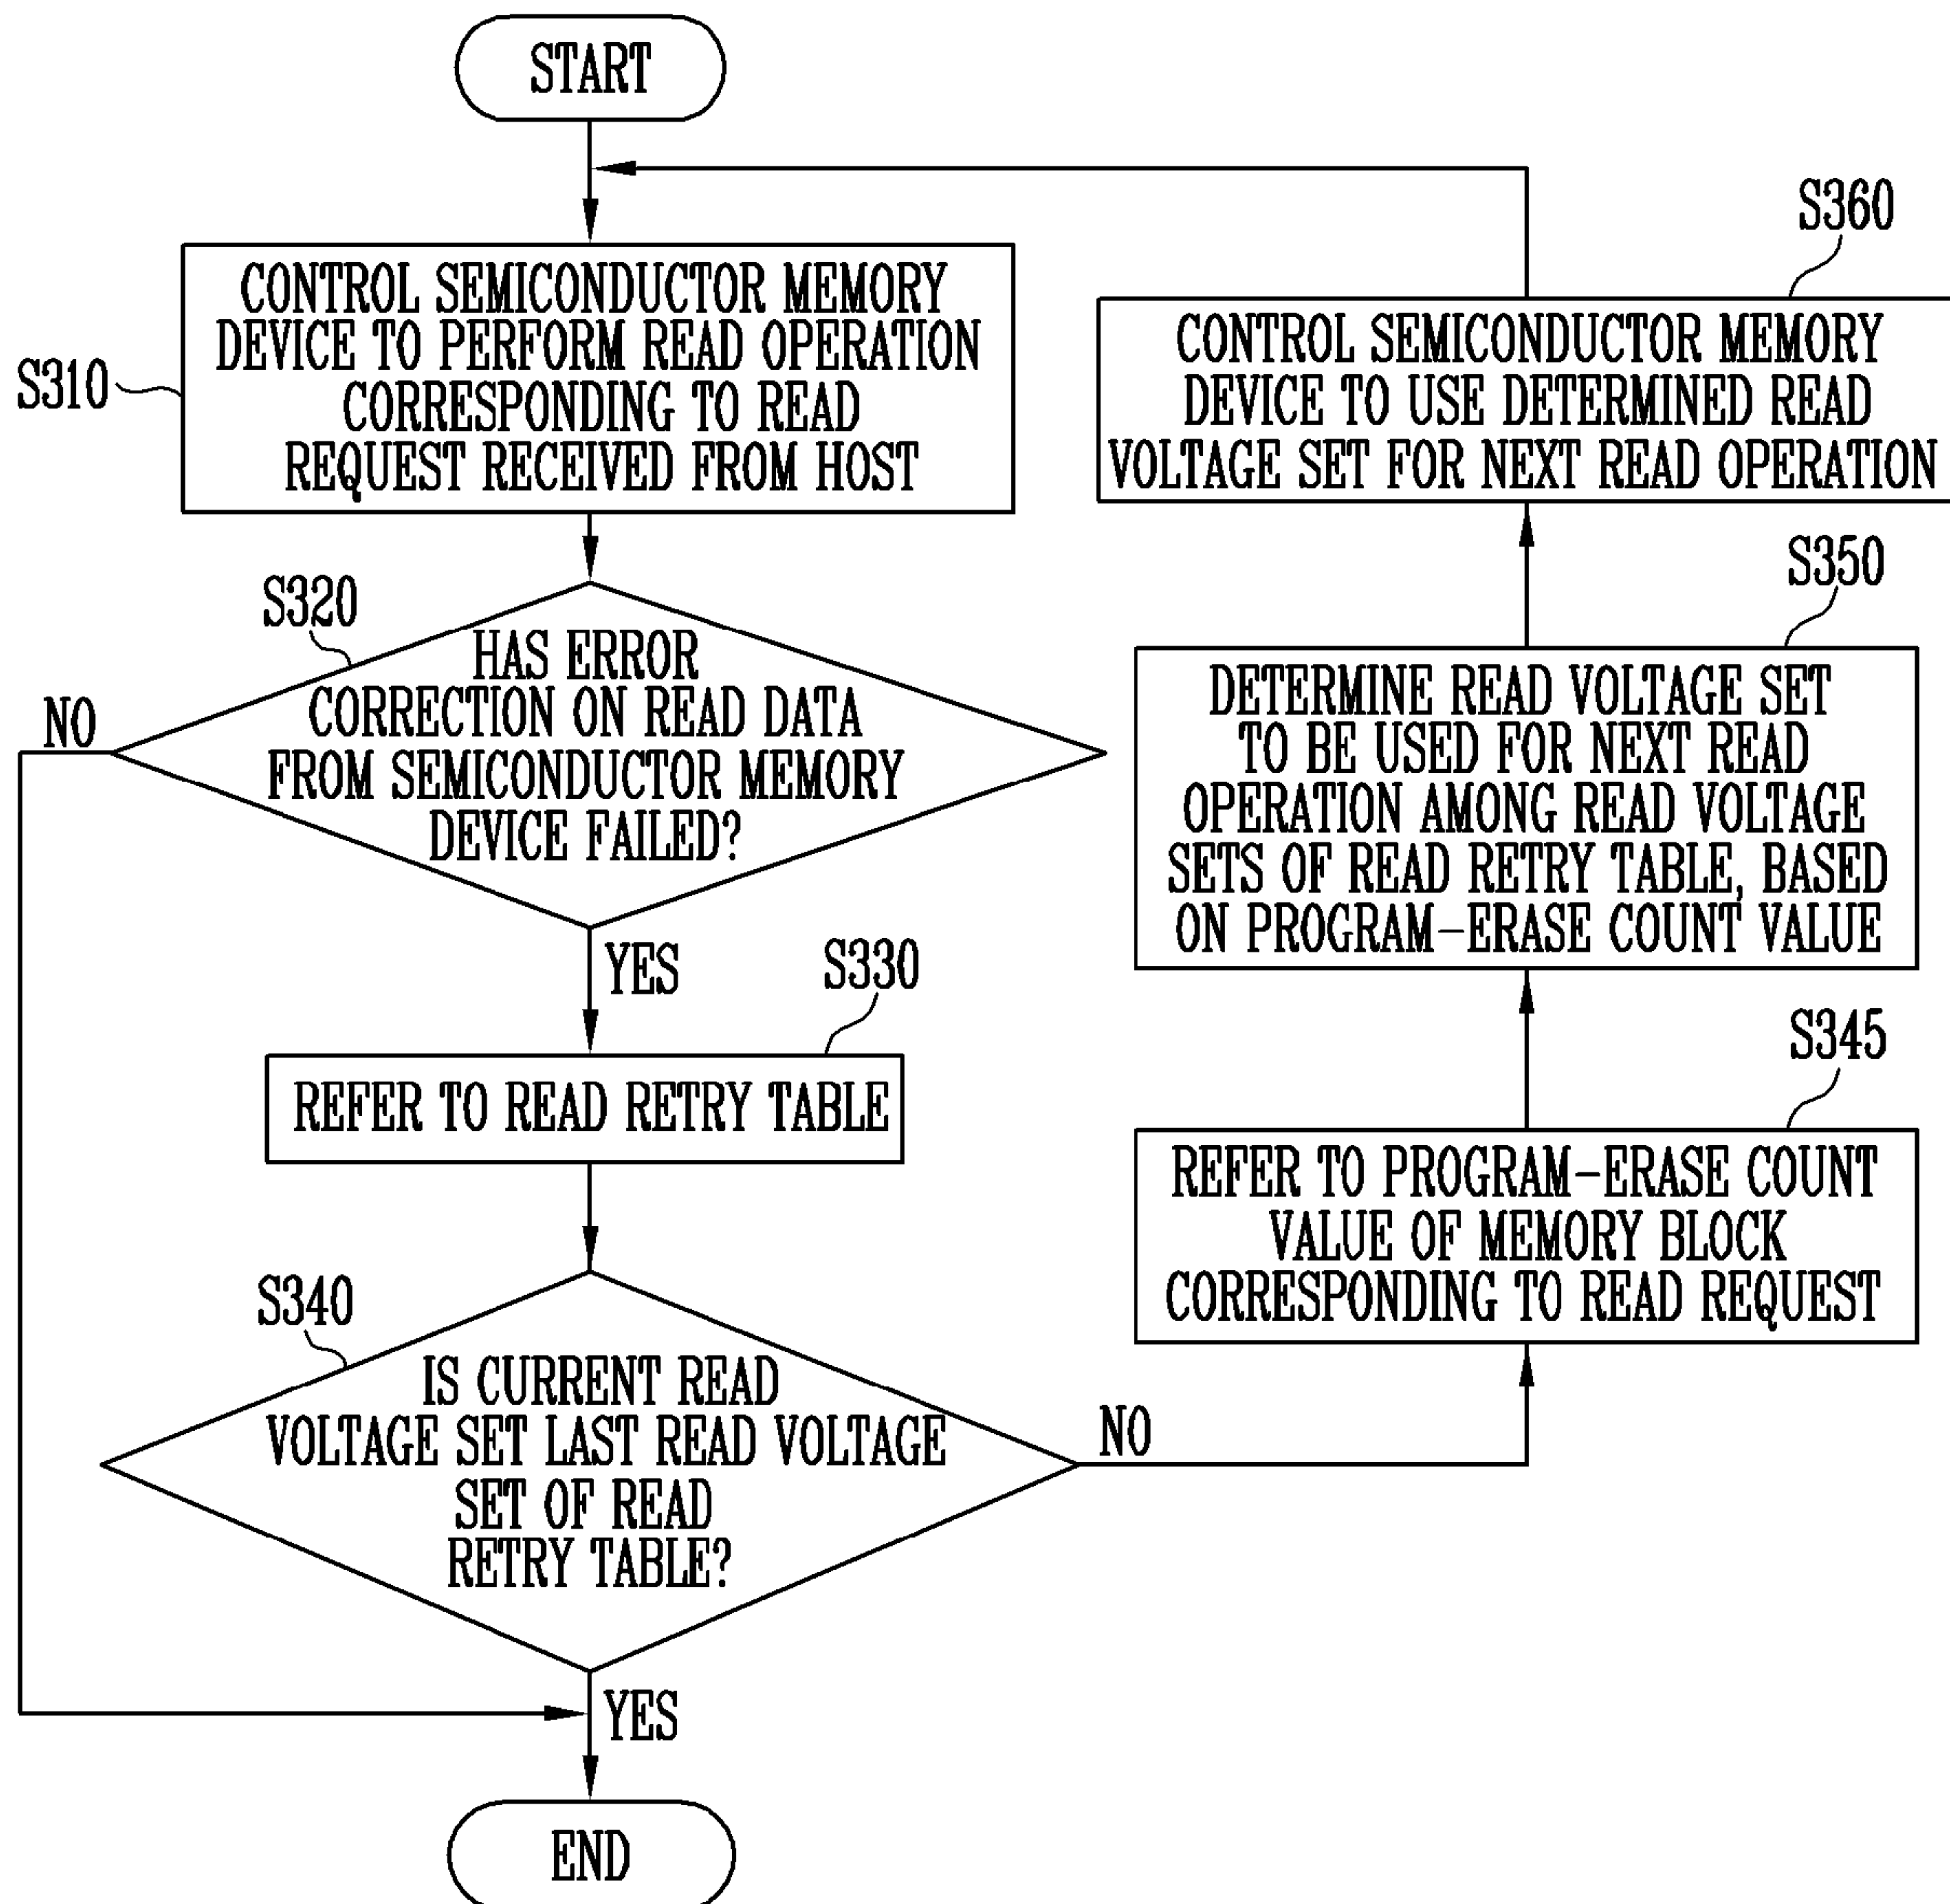 START
S310
CONTROL SEMICONDUCTOR MEMORY
DEVICE TO PERFORM READ OPERATION
CORRESPONDING TO READ
REQUEST RECEIVED FROM HOST
S320
HAS ERROR
CORRECTION ON READ DATA
FROM SEMICONDUCTOR MEMORY
DEVICE FAILED?
NO
YES
S330
REFER TO READ RETRY TABLE
S340
IS CURRENT READ
VOLTAGE SET LAST READ VOLTAGE
SET OF READ
RETRY TABLE?
NO
YES
END
S345
REFER TO PROGRAM-ERASE COUNT
VALUE OF MEMORY BLOCK
CORRESPONDING TO READ REQUEST
S350
DETERMINE READ VOLTAGE SET
TO BE USED FOR NEXT READ
OPERATION AMONG READ VOLTAGE
SETS OF READ RETRY TABLE, BASED
ON PROGRAM-ERASE COUNT VALUE
S360
CONTROL SEMICONDUCTOR MEMORY
DEVICE TO USE DETERMINED READ
VOLTAGE SET FOR NEXT READ OPERATION